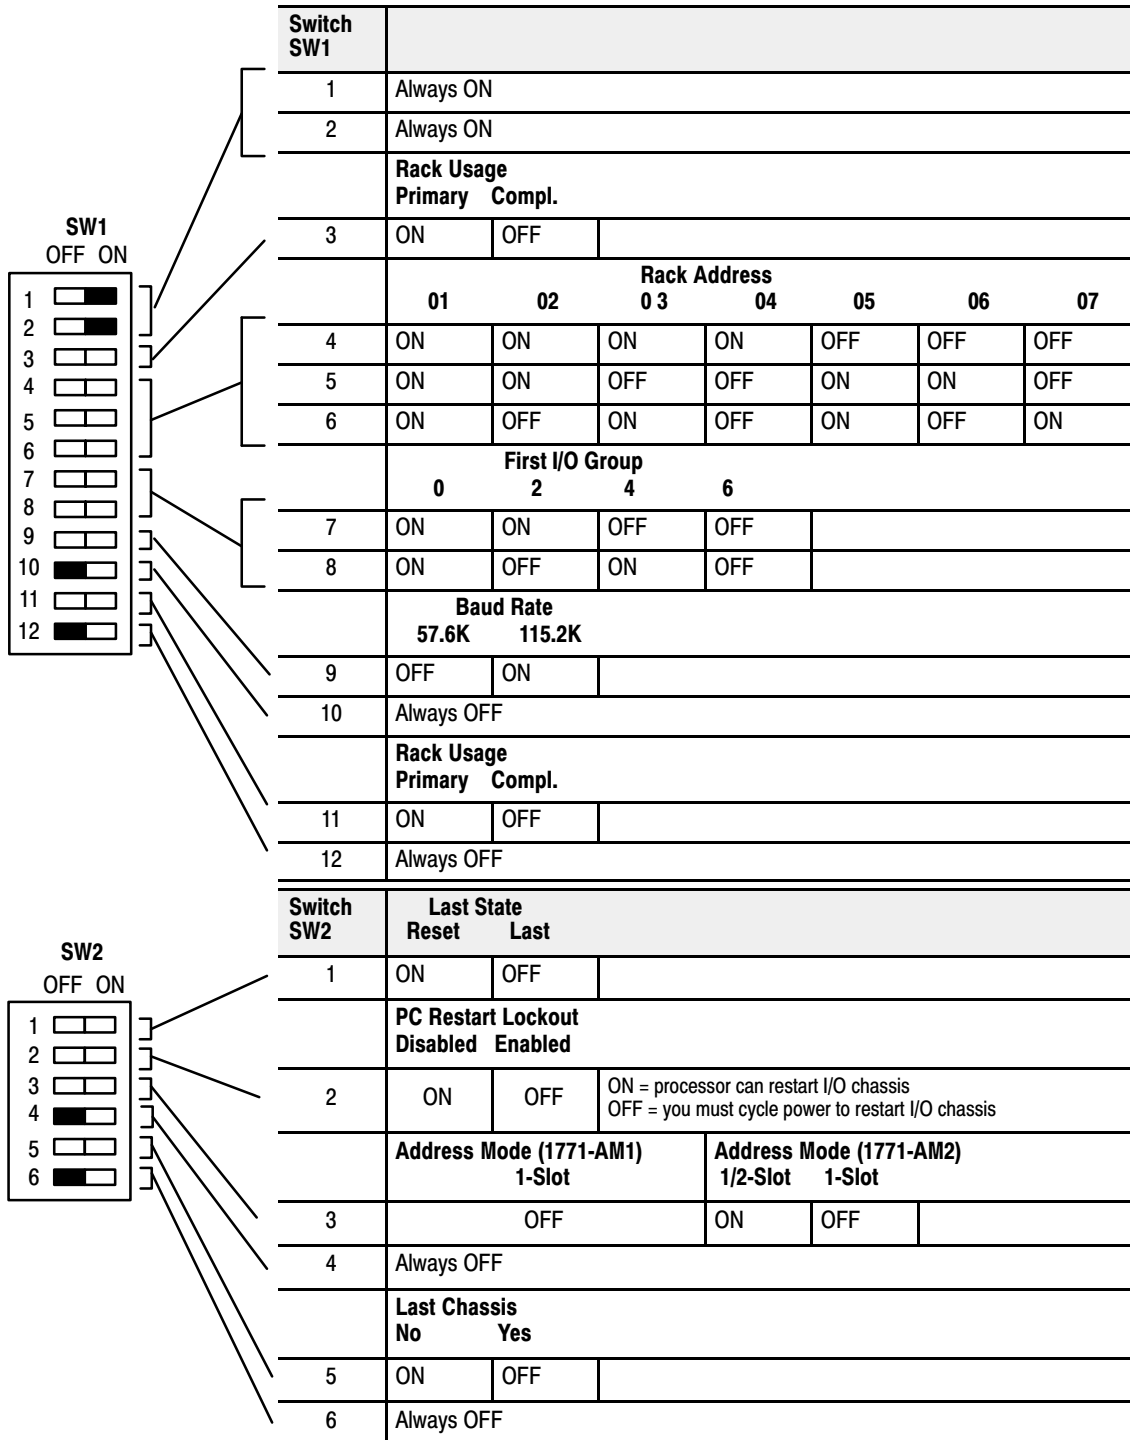 Switch
SW1
1 Always ON
2 Always ON
Rack Usage
Primary Compl.
3 ON OFF
Rack Address
01 02 0 3 04 05 06 07
4 ON ON ON ON OFF OFF OFF
5 ON ON OFF OFF ON ON OFF
6 ON OFF ON OFF ON OFF ON
First I/O Group
0 2 4 6
7 ON ON OFF OFF
8 ON OFF ON OFF
Baud Rate
57.6K 115.2K
9 OFF ON
10 Always OFF
Rack Usage
Primary Compl.
11 ON OFF
12 Always OFF
SW1
OFF ON
1
2
3
4
5
6
7
8
9
10
11
12
Switch Last State
SW2 Reset Last
1 ON OFF
PC Restart Lockout
Disabled Enabled
2 ON OFF
ON = processor can restart I/O chassis
OFF = you must cycle power to restart I/O chassis
Address Mode (1771-AM1) Address Mode (1771-AM2)
1-Slot 1/2-Slot 1-Slot
3 OFF ON OFF
4 Always OFF
Last Chassis
No Yes
5 ON OFF
6 Always OFF
SW2
OFF ON
1
2
3
4
5
6